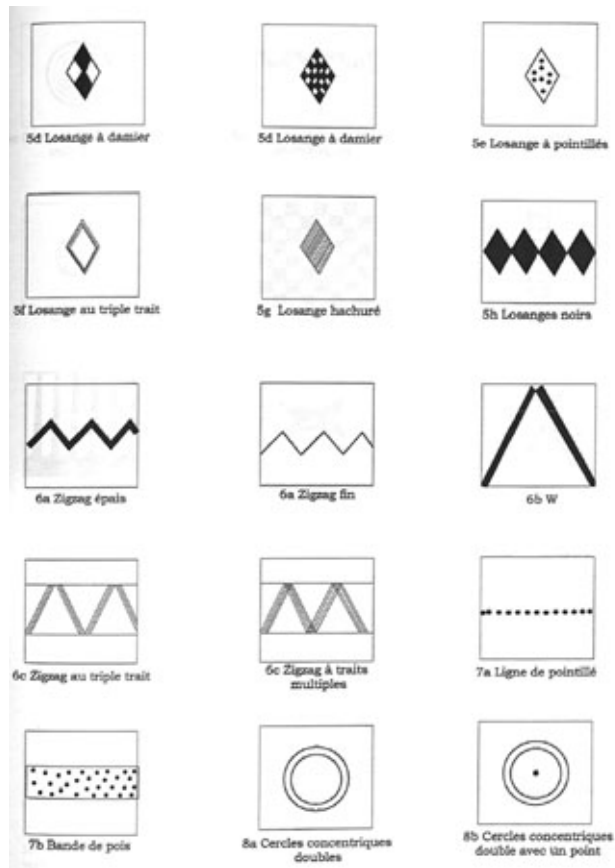 5d Losange à damier
5d Losange à damier
5e Losange à pointillés
5f Losange au triple trait
5g Losange hachuré
5h Losanges noirs
6a Zigzag épais
6a Zigzag fin
6b W
6c Zigzag au triple trait
6c Zigzag à traits
multiples
7a Ligne de pointillé
7b Bande de pois
8a Cercles concentriques
doubles
8b Cercles concentriques
double avec un point